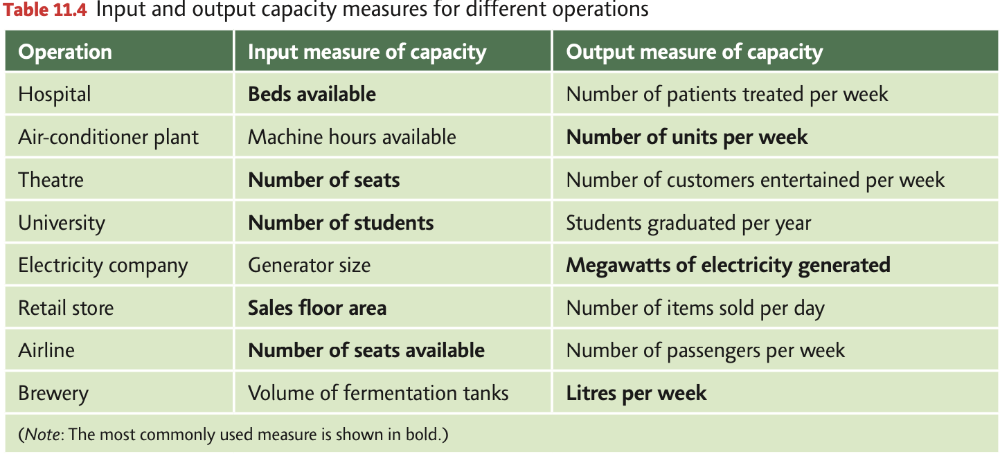 Table 11.4 Input and output capacity measures for different operations
Operation Input measure of capacity Output measure of capacity
Hospital Beds available Number of patients treated per week
Air-conditioner plant Machine hours available Number of units per week
Theatre Number of seats Number of customers entertained per week
University Number of students Students graduated per year
Electricity company Generator size Megawatts of electricity generated
Retail store Sales floor area Number of items sold per day
Airline Number of seats available Number of passengers per week
Brewery Volume of fermentation tanks Litres per week
(Note: The most commonly used measure is shown in bold.)